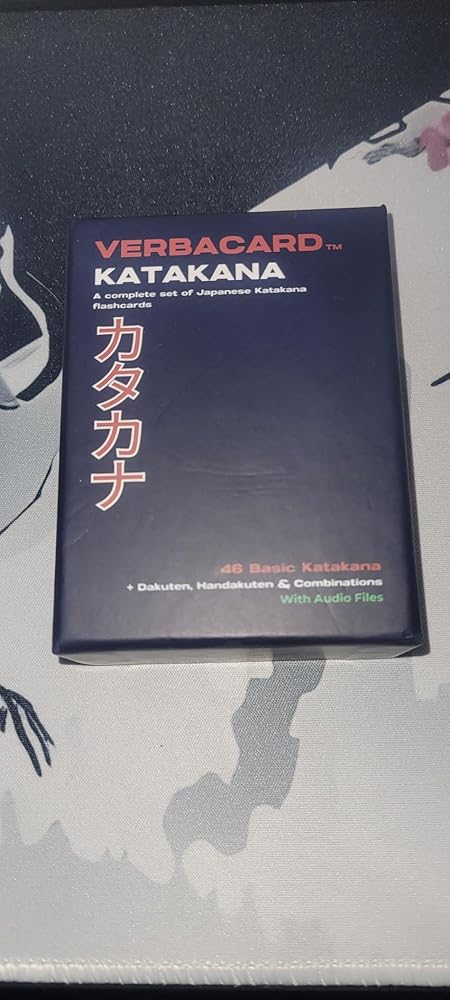 VERBACARD™
KATAKANA
A complete set of Japanese Katakana
flashcards
カタカナ
46 Basic Katakana
+ Dakuten, Handakuten & Combinations
With Audio Files